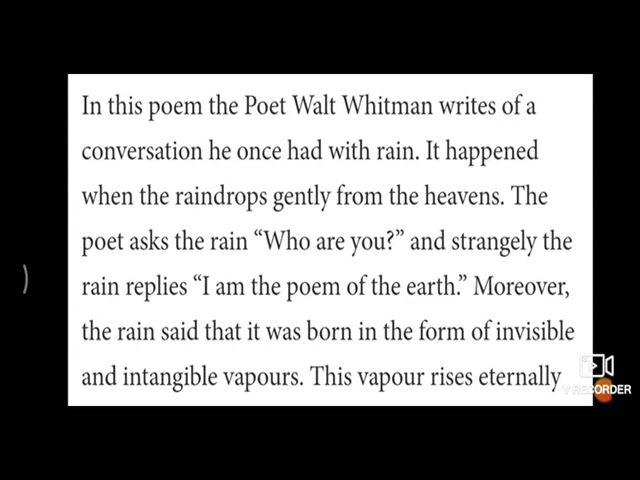 In this poem the Poet Walt Whitman writes of a
conversation he once had with rain. It happened
when the raindrops gently from the heavens. The
poet asks the rain “Who are you?” and strangely the
rain replies “I am the poem of the earth.” Moreover,
the rain said that it was born in the form of invisible
and intangible vapours. This vapour rises eternally
V RECORDER